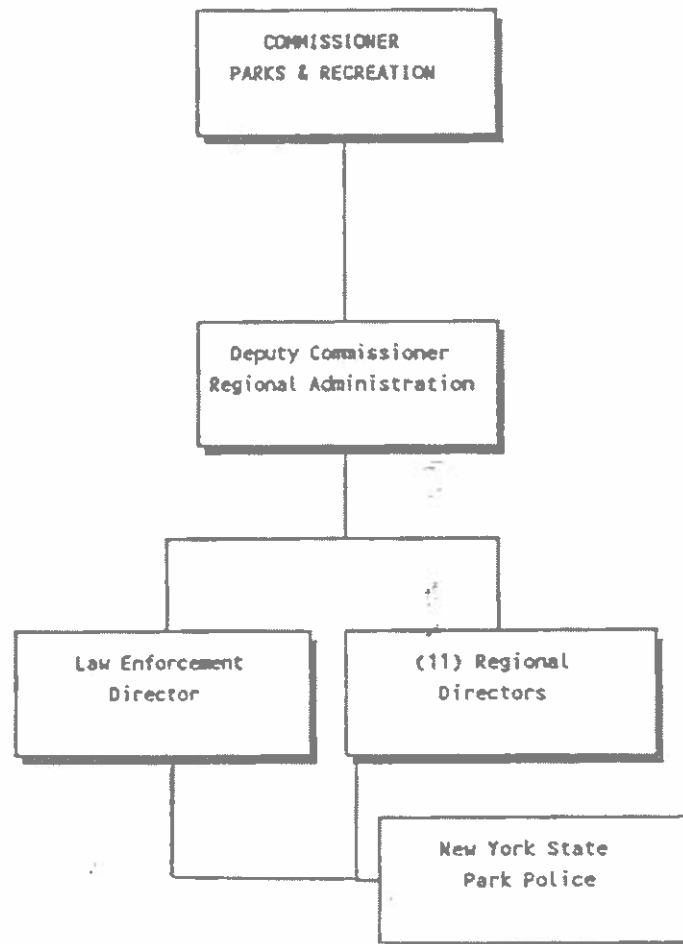 COMMISSIONER
PARKS & RECREATION
Deputy Commissioner
Regional Administration
Law Enforcement
Director
(11) Regional
Directors
New York State
Park Police